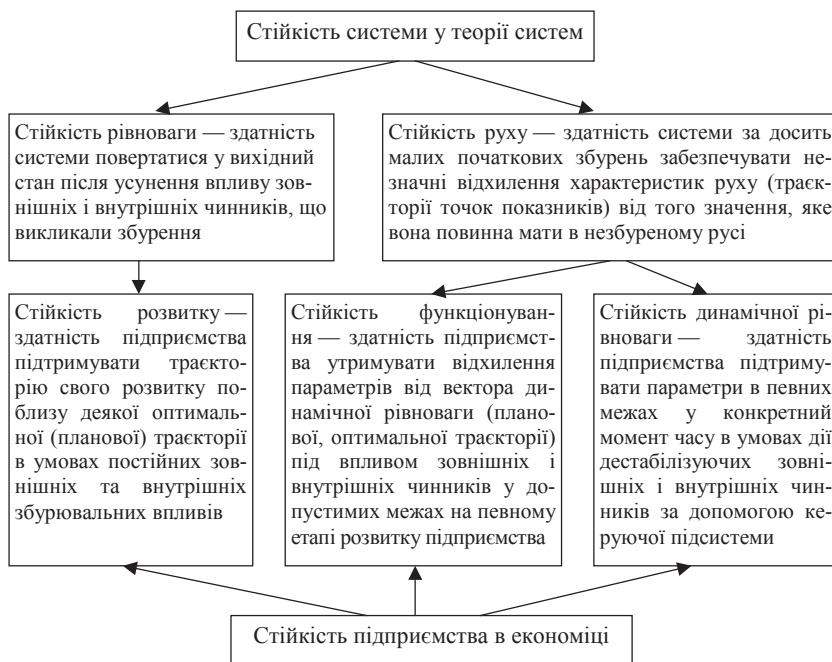 Стійкість системи у теорії систем
Стійкість рівноваги — здатність
системи повертатися у вихідний
стан після усунення впливу зов-
нішніх і внутрішніх чинників, що
викликали збурення
Стійкість руху — здатність системи за досить
малих початкових збурень забезпечувати не-
значні відхилення характеристик руху (траєк-
торії точок показників) від того значення, яке
вона повинна мати в незбуреному русі
Стійкість розвитку —
здатність підприємства
підтримувати траєкто-
рію свого розвитку по-
близу деякої оптималь-
ної (планової) траєкторії
в умовах постійних зов-
нішніх та внутрішніх
збурювальних впливів
Стійкість функціонуван-
ня — здатність підприємст-
ва утримувати відхилення
параметрів від вектора ди-
намічної рівноваги (плано-
вої, оптимальної траєкторії)
під впливом зовнішніх і
внутрішніх чинників у до-
пустимих межах на певному
етапі розвитку підприємства
Стійкість динамічної рі-
вноваги — здатність
підприємства підтриму-
вати параметри в певних
межах у конкретний
момент часу в умовах дії
дестабілізуючих зовні-
шніх і внутрішніх чин-
ників за допомогою ке-
руючої підсистеми
Стійкість підприємства в економіці